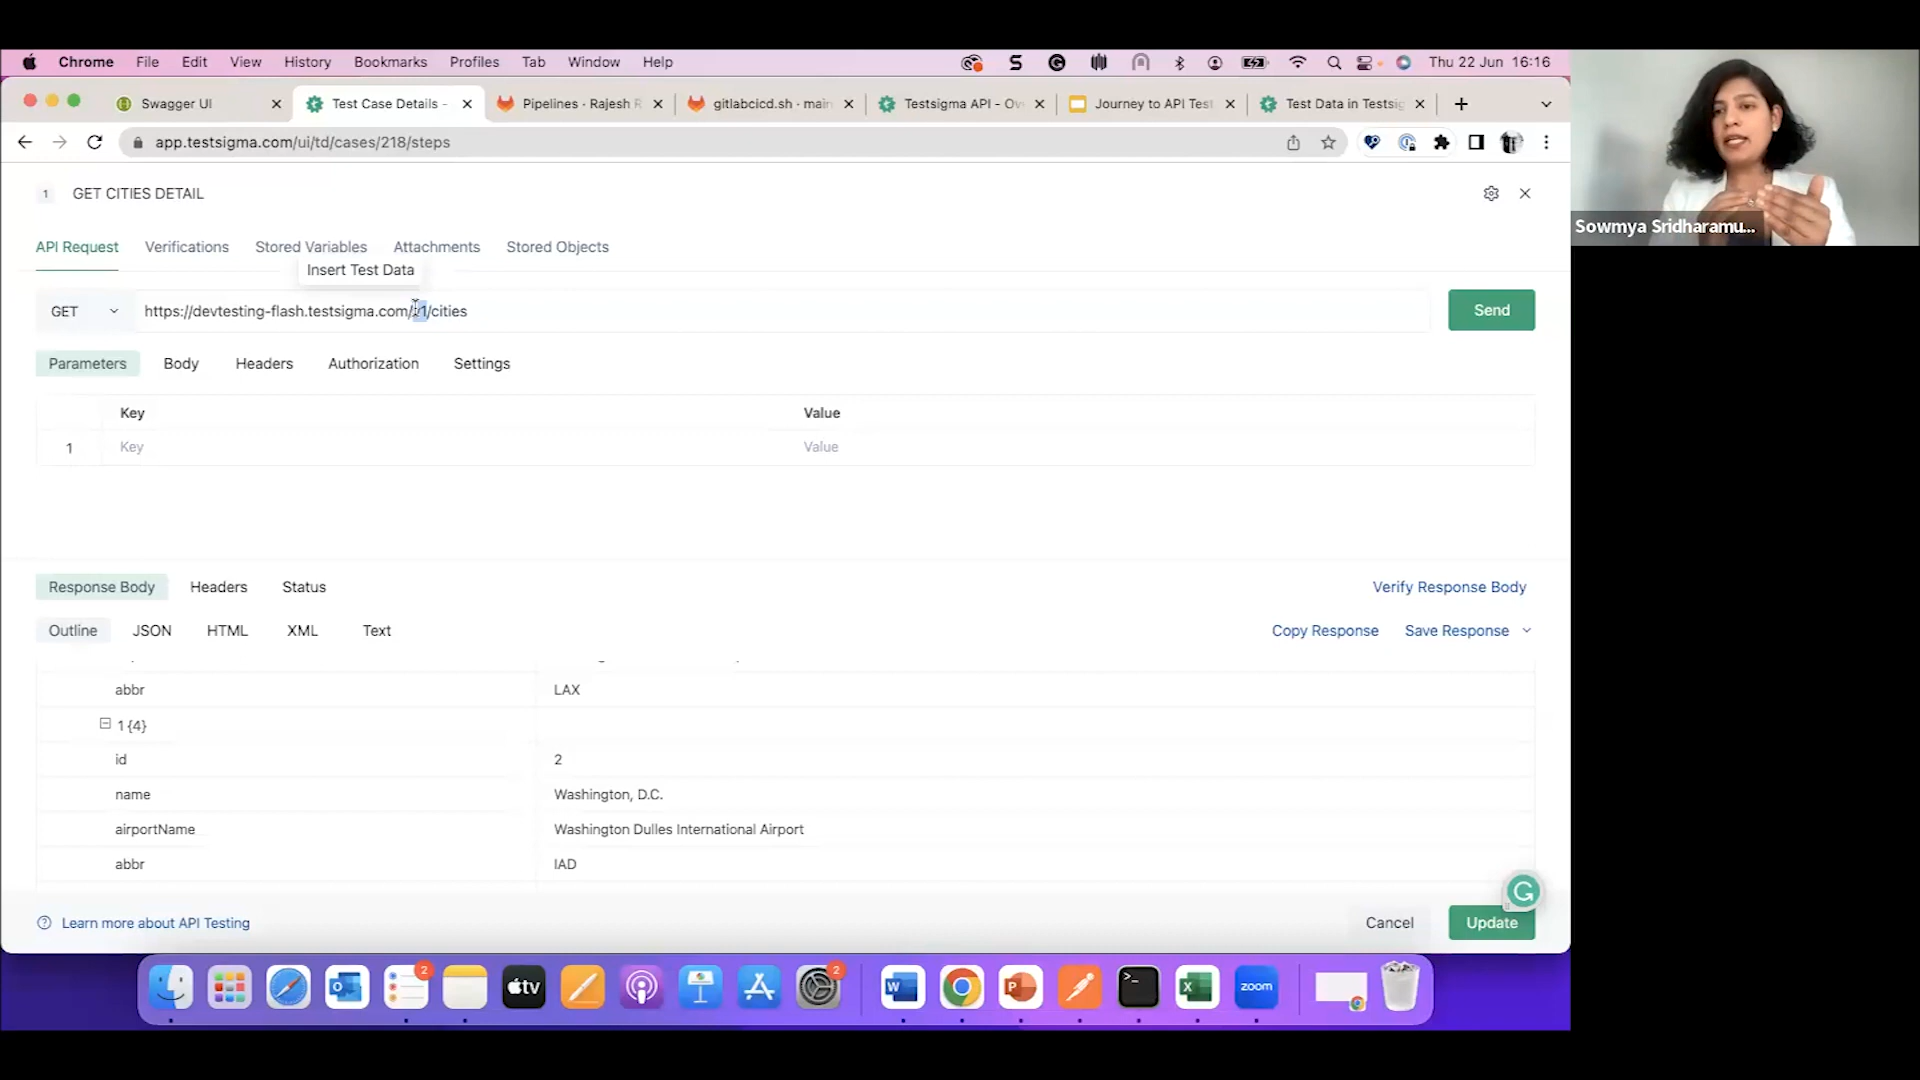 Chrome File Edit View History Bookmarks Profiles Tab Window Help Thu 22 Jun 16:16
Swagger UI Test Case Details - Pipelines · Rajesh R gitlabcicd.sh · main Testsigma API - Ov Journey to API Test Test Data in Testsig
app.testsigma.com/ui/td/cases/218/steps
1 GET CITIES DETAIL
Sowmya Sridharamu...
API Request Verifications Stored Variables Attachments Stored Objects
Insert Test Data
GET https://devtesting-flash.testsigma.com/v1/cities Send
Parameters Body Headers Authorization Settings
Key Value
1 Key Value
Response Body Headers Status Verify Response Body
Outline JSON HTML XML Text Copy Response Save Response
abbr LAX
1 {4}
id 2
name Washington, D.C.
airportName Washington Dulles International Airport
abbr IAD
Learn more about API Testing Cancel Update
2 tv 2 W P X zoom